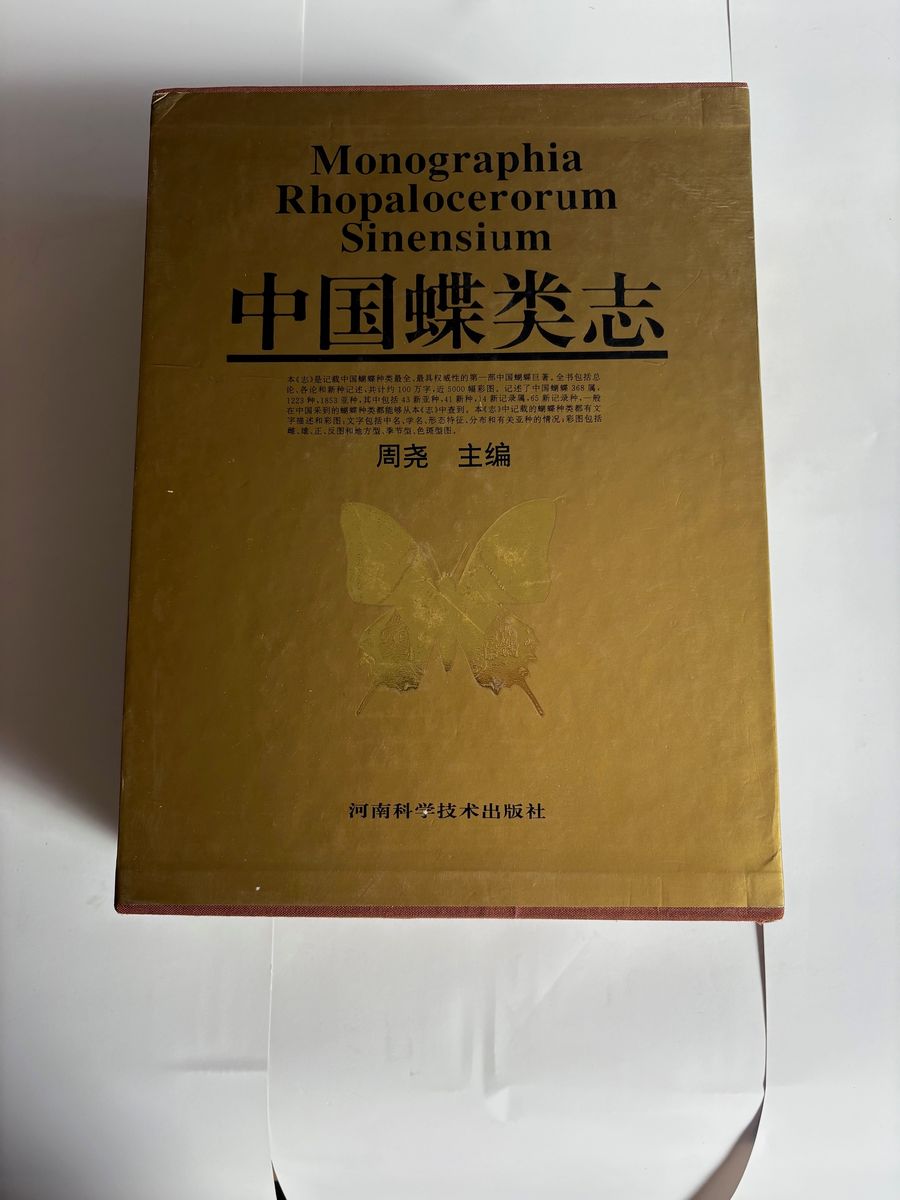 Monographia
Rhopalocerorum
Sinensium
中国蝶类志
本《志》是记载中国蝴蝶种类最全、最具权威性的第一部中国蝴蝶巨著。全书包括总
论、各论和新种记述，共计约100万字，近5000幅彩图。记述了中国蝴蝶368属，
1223种，1853亚种，其中包括43新亚种，41新种，14新记录属，65新记录种，一般
在中国采到的蝴蝶种类都能够从本《志》中查到。本《志》中记载的蝴蝶种类都有文
字描述和彩图；文字包括中名、学名、形态特征，分布和有关亚种的情况；彩图包括
雌、雄、正、反图和地方型、季节型、色斑型图。
周尧 主编
河南科学技术出版社